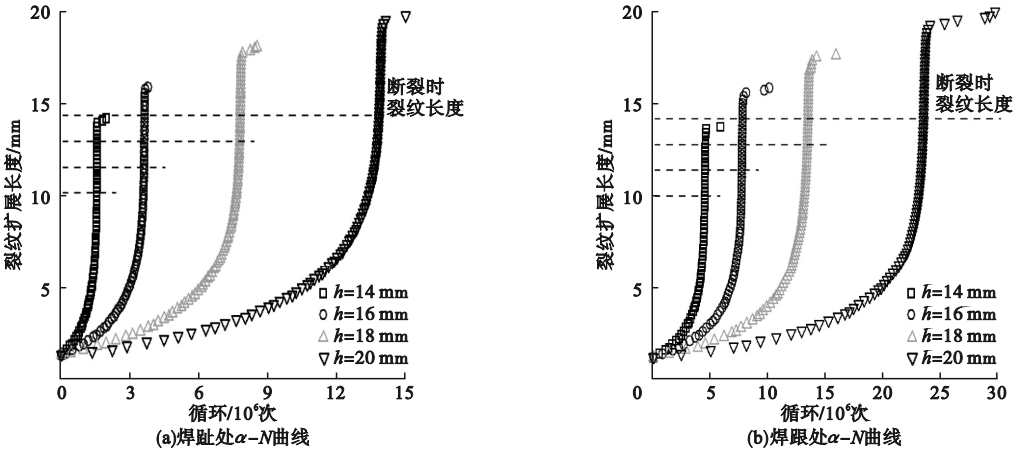 20
15
10
5
裂纹扩展长度/mm
断裂时
裂纹长度
h=14 mm
h=16 mm
h=18 mm
h=20 mm
0
3
6
9
12
15
循环/10⁶次
(a)焊趾处α-N曲线
20
15
10
5
裂纹扩展长度/mm
断裂时
裂纹长度
h=14 mm
h=16 mm
h=18 mm
h=20 mm
0
5
10
15
20
30
循环/10⁶次
(b)焊跟处α-N曲线